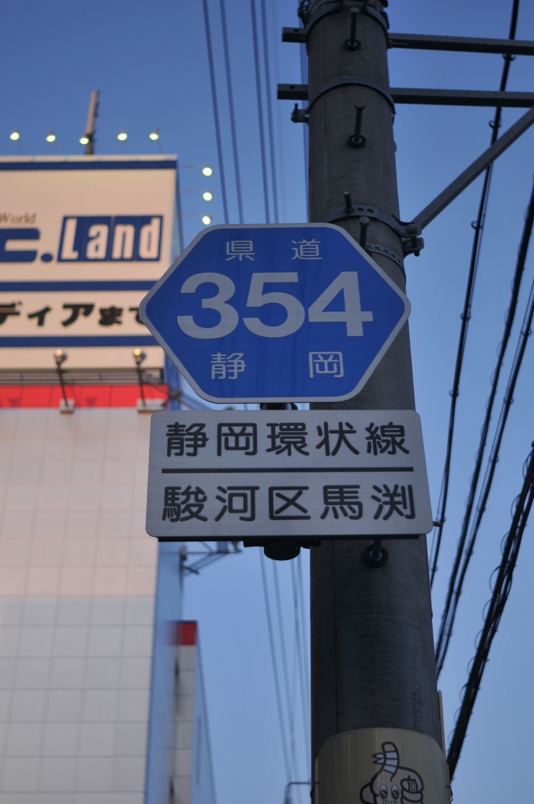 World
c.Land
ディアまで
県 道
354
静 岡
静岡環状線
駿河区馬渕